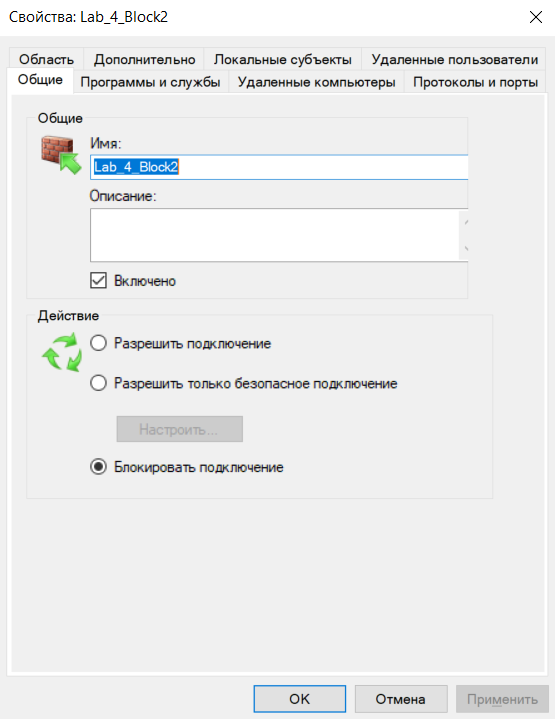 Свойства: Lab_4_Block2
Область Дополнительно Локальные субъекты Удаленные пользователи
Общие Программы и службы Удаленные компьютеры Протоколы и порты
Общие
Имя:
Lab_4_Block2
Описание:
Включено
Действие
Разрешить подключение
Разрешить только безопасное подключение
Настроить...
Блокировать подключение
ОК Отмена Применить